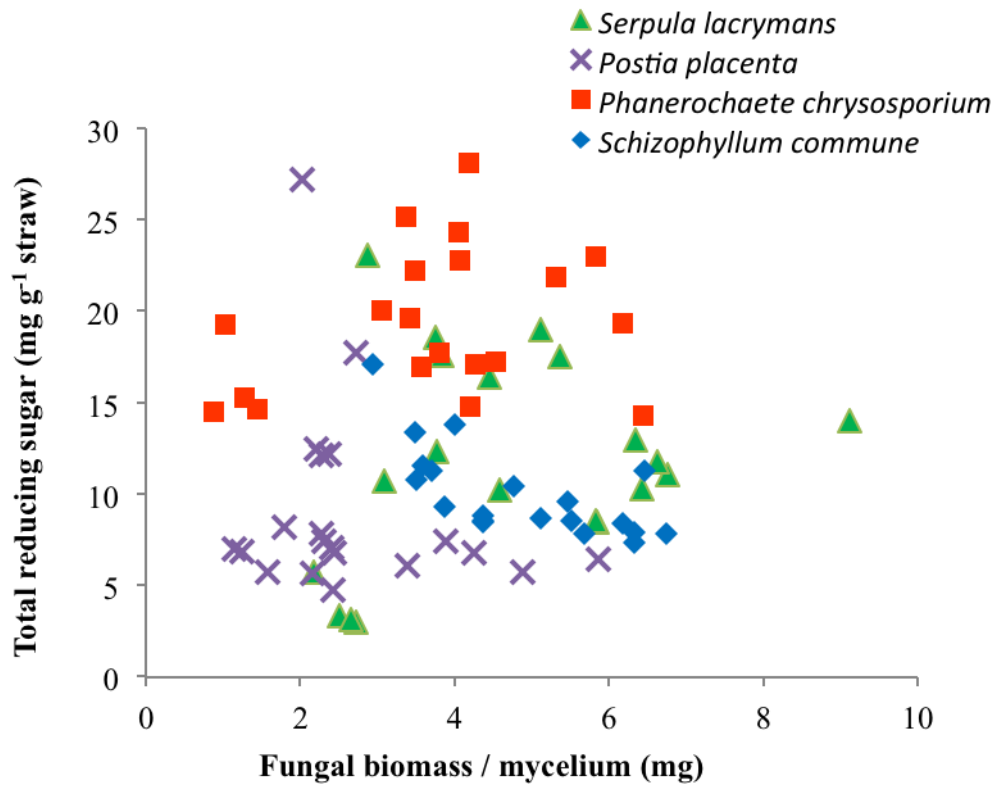 Serpula lacrymans
Postia placenta
Phanerochaete chrysosporium
Schizophyllum commune
30
25
20
15
10
5
0
Total reducing sugar (mg g⁻¹ straw)
0 2 4 6 8 10
Fungal biomass / mycelium (mg)